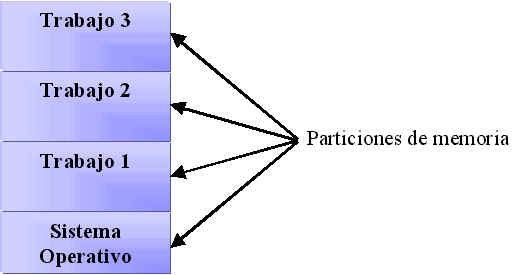 Trabajo 3
Trabajo 2
Trabajo 1
Sistema
Operativo
Particiones de memoria